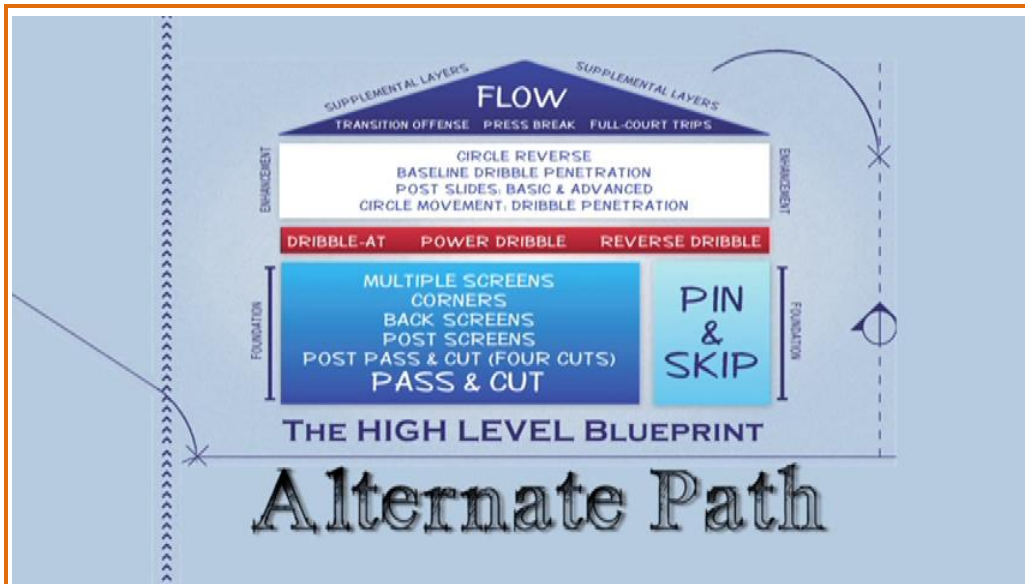 SUPPLEMENTAL LAYERS
SUPPLEMENTAL LAYERS
FLOW
TRANSITION OFFENSE PRESS BREAK FULL-COURT TRIPS
ENHANCEMENT
CIRCLE REVERSE
BASELINE DRIBBLE PENETRATION
POST SLIDES: BASIC & ADVANCED
CIRCLE MOVEMENT: DRIBBLE PENETRATION
ENHANCEMENT
DRIBBLE-AT POWER DRIBBLE REVERSE DRIBBLE
FOUNDATION
MULTIPLE SCREENS
CORNERS
BACK SCREENS
POST SCREENS
POST PASS & CUT (FOUR CUTS)
PASS & CUT
PIN
&
SKIP
FOUNDATION
THE HIGH LEVEL BLUEPRINT
Alternate Path